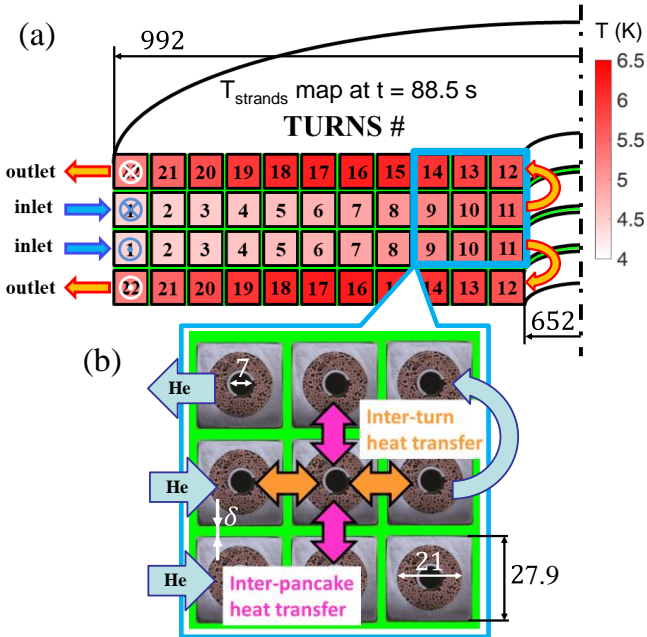 (a)
992
T (K)
6.5
6
5.5
5
4.5
4
T_strands map at t = 88.5 s
TURNS #
outlet 22 21 20 19 18 17 16 15 14 13 12
inlet 1 2 3 4 5 6 7 8 9 10 11
inlet 1 2 3 4 5 6 7 8 9 10 11
outlet 22 21 20 19 18 17 16 14 13 12
652
(b)
He
7
Inter-turn
heat transfer
He
δ
He
Inter-pancake
heat transfer
21
27.9